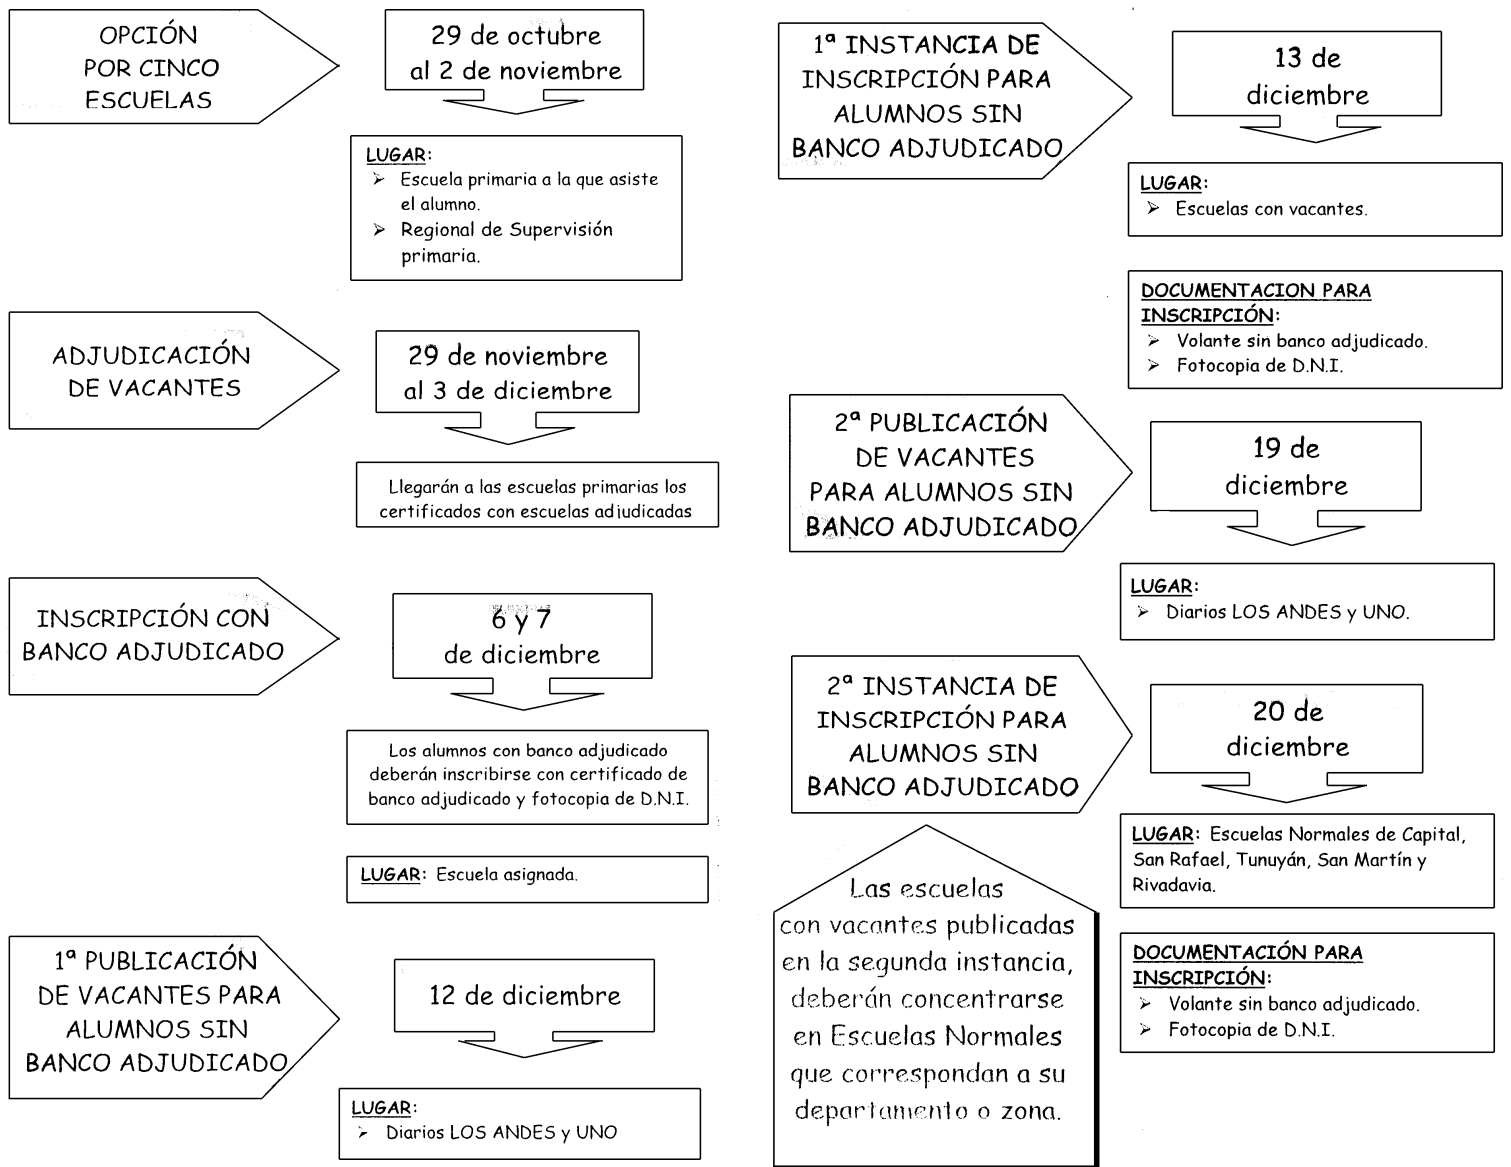 OPCIÓN
POR CINCO
ESCUELAS
29 de octubre
al 2 de noviembre
LUGAR:
➢ Escuela primaria a la que asiste
el alumno.
➢ Regional de Supervisión
primaria.
ADJUDICACIÓN
DE VACANTES
29 de noviembre
al 3 de diciembre
Llegarán a las escuelas primarias los
certificados con escuelas adjudicadas
INSCRIPCIÓN CON
BANCO ADJUDICADO
6 y 7
de diciembre
Los alumnos con banco adjudicado
deberán inscribirse con certificado de
banco adjudicado y fotocopia de D.N.I.
LUGAR: Escuela asignada.
1ª PUBLICACIÓN
DE VACANTES PARA
ALUMNOS SIN
BANCO ADJUDICADO
12 de diciembre
LUGAR:
➢ Diarios LOS ANDES y UNO
1ª INSTANCIA DE
INSCRIPCIÓN PARA
ALUMNOS SIN
BANCO ADJUDICADO
13 de
diciembre
LUGAR:
➢ Escuelas con vacantes.
DOCUMENTACION PARA
INSCRIPCIÓN:
➢ Volante sin banco adjudicado.
➢ Fotocopia de D.N.I.
2ª PUBLICACIÓN
DE VACANTES
PARA ALUMNOS SIN
BANCO ADJUDICADO
19 de
diciembre
LUGAR:
➢ Diarios LOS ANDES y UNO.
2ª INSTANCIA DE
INSCRIPCIÓN PARA
ALUMNOS SIN
BANCO ADJUDICADO
20 de
diciembre
LUGAR: Escuelas Normales de Capital,
San Rafael, Tunuyán, San Martín y
Rivadavia.
DOCUMENTACIÓN PARA
INSCRIPCIÓN:
➢ Volante sin banco adjudicado.
➢ Fotocopia de D.N.I.
Las escuelas
con vacantes publicadas
en la segunda instancia,
deberán concentrarse
en Escuelas Normales
que correspondan a su
departamento o zona.